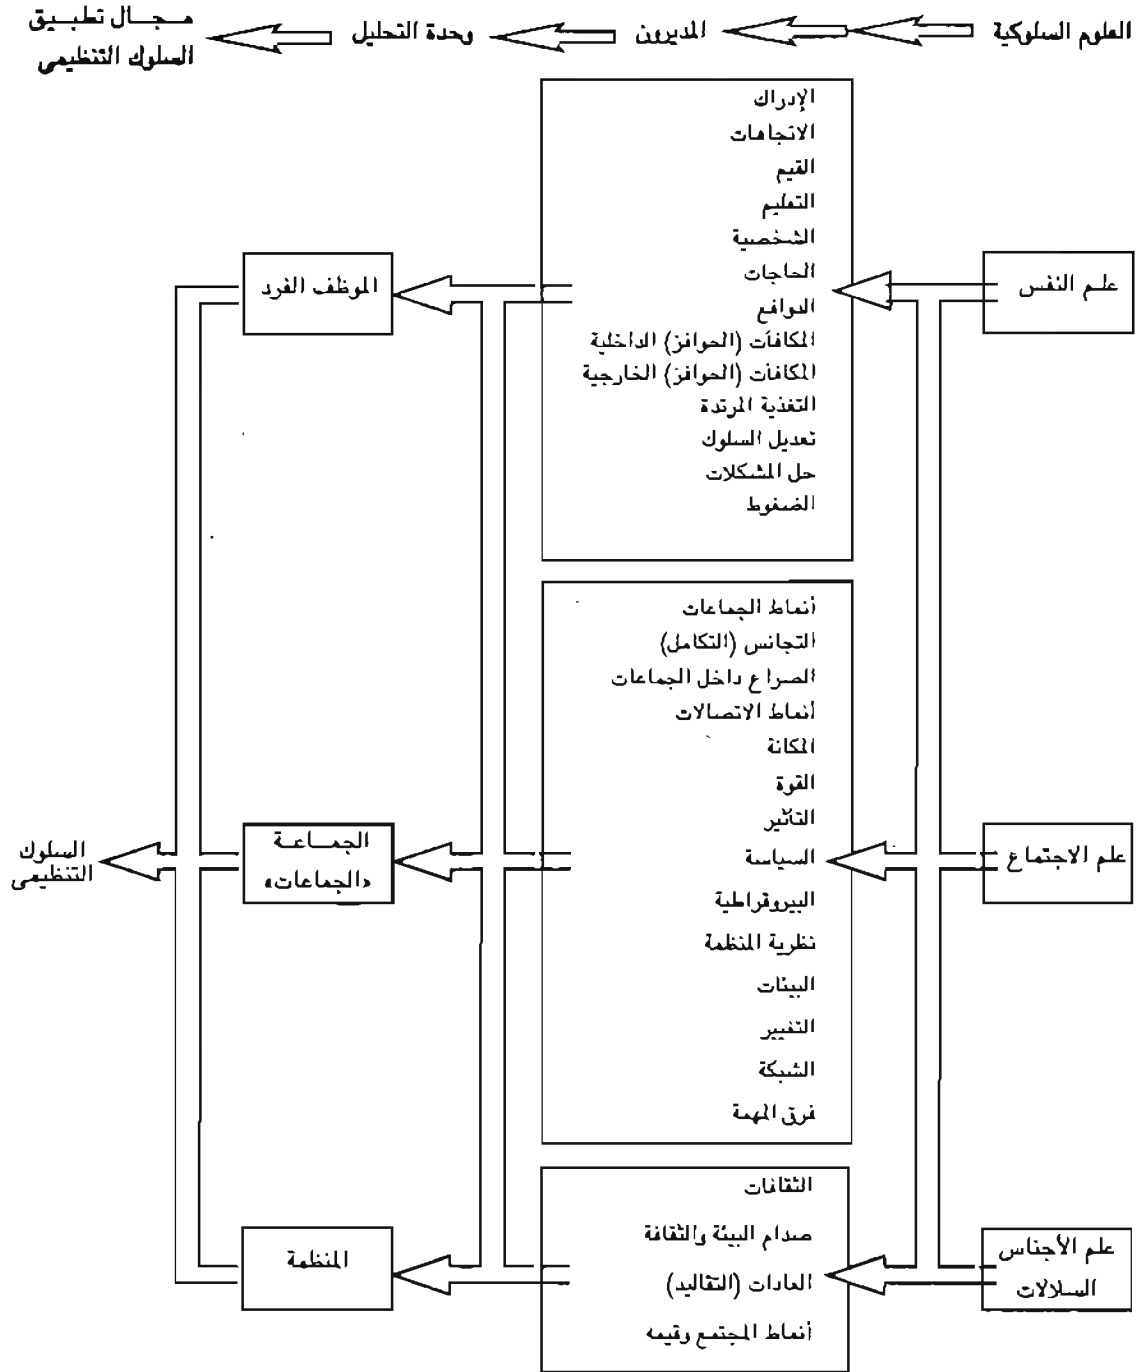 العلوم السلوكية
المديرون
وحدة التحليل
مجال تطبيق
السلوك التنظيمى
الإدراك
الاتجاهات
القيم
التعليم
الشخصية
الحاجات
الدوافع
المكافآت (الحوافز) الداخلية
المكافآت (الحوافز) الخارجية
التغذية المرتدة
تعديل السلوك
حل المشكلات
الضغوط
علم النفس
الموظف الفرد
أنماط الجماعات
التجانس (التكامل)
الصراع داخل الجماعات
أنماط الاتصالات
المكانة
القوة
التأثير
السياسة
البيروقراطية
نظرية المنظمة
البيئات
التغيير
الشبكة
فرق المهمة
علم الاجتماع
الجماعة
«الجماعات»
السلوك
التنظيمى
الثقافات
صدام البيئة والثقافة
العادات (التقاليد)
أنماط المجتمع وقيمه
علم الأجناس
السلالات
المنظمة